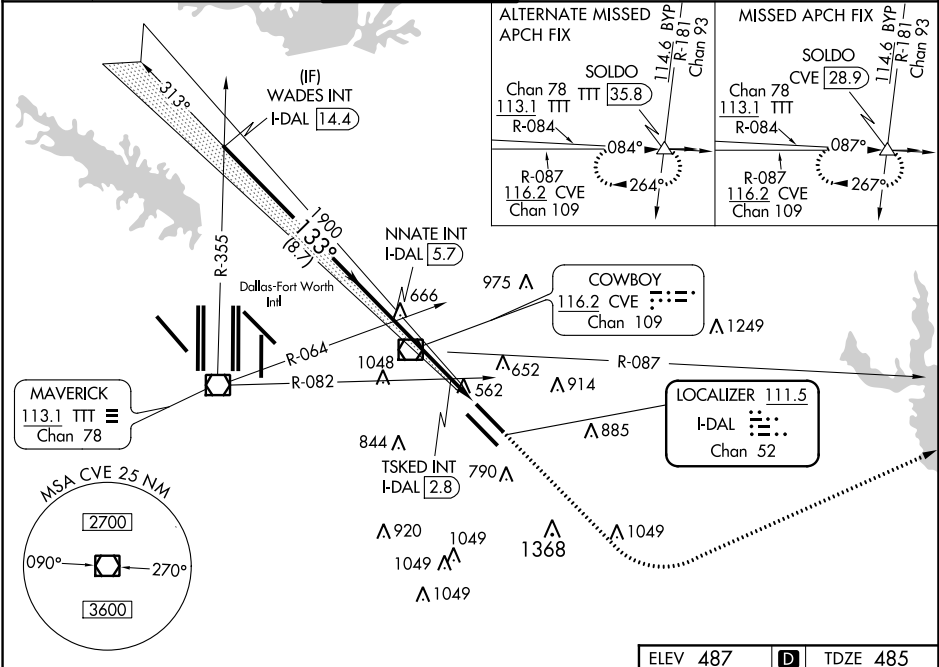 ALTERNATE MISSED
APCH FIX
SOLDO
TTT 35.8
114.6 BYP
R-181
Chan 93
Chan 78
113.1 TTT
R-084
084°
264°
R-087
116.2 CVE
Chan 109
MISSED APCH FIX
SOLDO
CVE 28.9
114.6 BYP
R-181
Chan 93
Chan 78
113.1 TTT
R-084
087°
267°
R-087
116.2 CVE
Chan 109
313°
(IF)
WADES INT
I-DAL 14.4
1900
133°
(8.7)
R-355
NNATE INT
I-DAL 5.7
Dallas-Fort Worth
Intl
666
975
COWBOY
116.2 CVE
Chan 109
1249
R-064
R-087
1048
652
R-082
562
914
MAVERICK
113.1 TTT
Chan 78
LOCALIZER 111.5
I-DAL
Chan 52
844
885
TSKED INT
I-DAL 2.8
790
MSA CVE 25 NM
2700
090°
270°
3600
920
1049
1049
1368
1049
1049
ELEV 487
D
TDZE 485